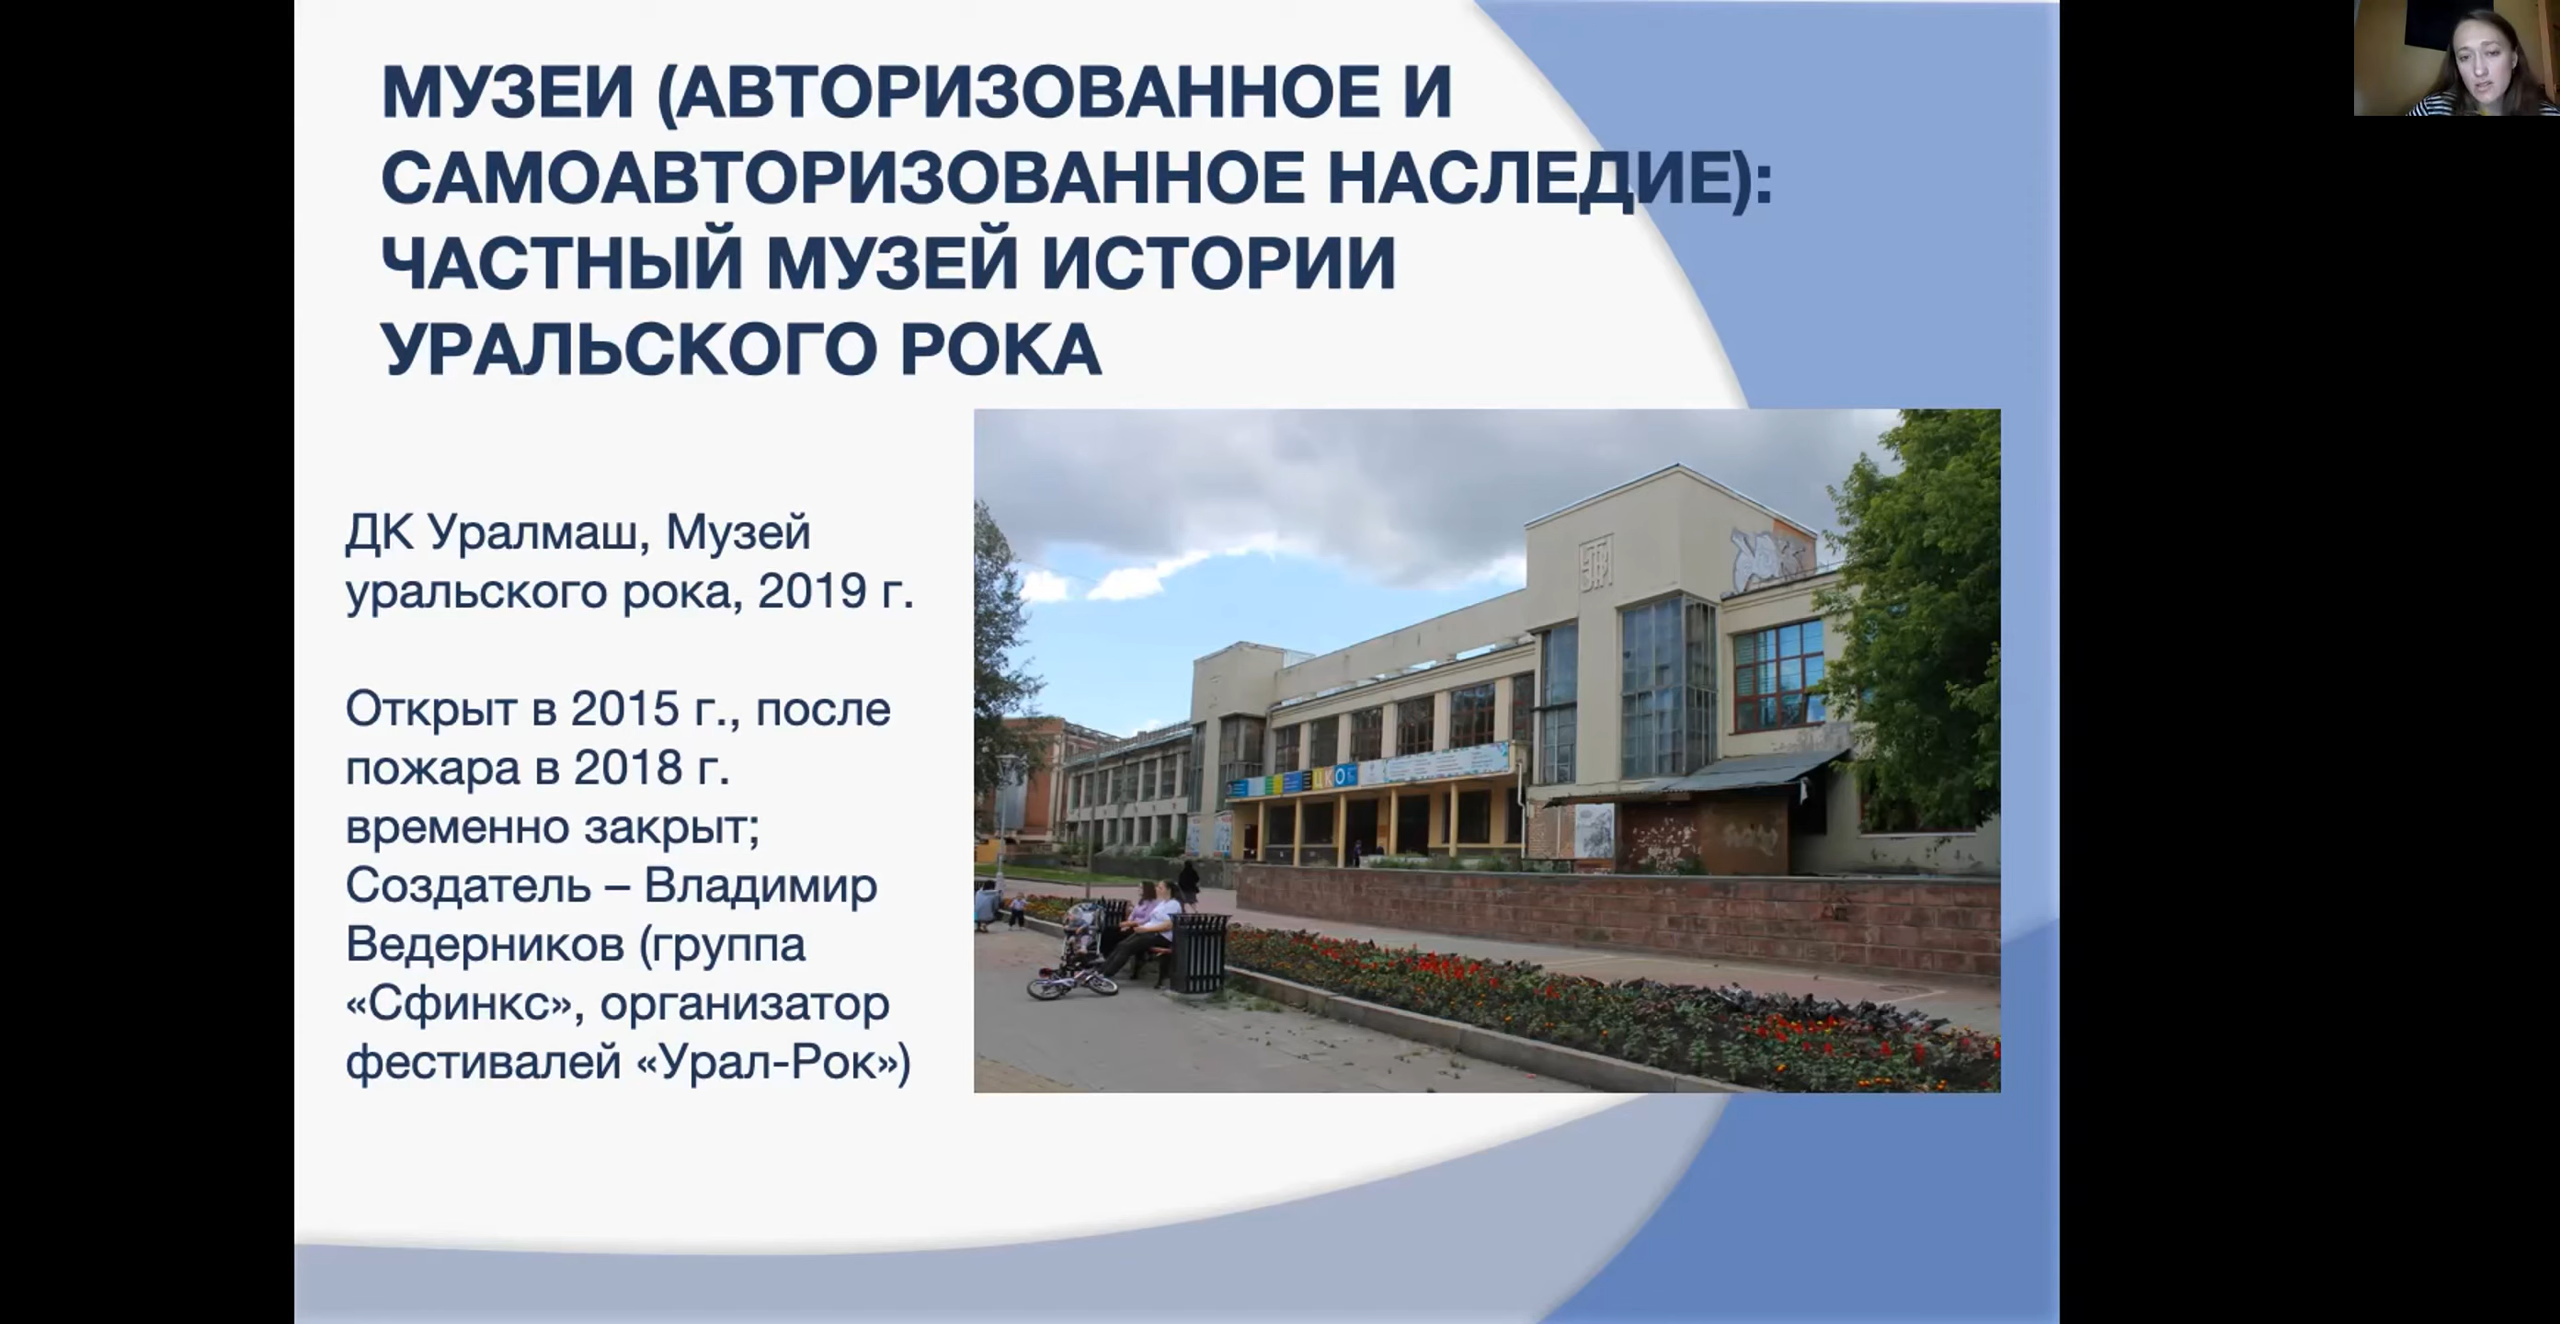 МУЗЕИ (АВТОРИЗОВАННОЕ И
САМОАВТОРИЗОВАННОЕ НАСЛЕДИЕ):
ЧАСТНЫЙ МУЗЕЙ ИСТОРИИ
УРАЛЬСКОГО РОКА
ДК Уралмаш, Музей
уральского рока, 2019 г.
Открыт в 2015 г., после
пожара в 2018 г.
временно закрыт;
Создатель – Владимир
Ведерников (группа
«Сфинкс», организатор
фестивалей «Урал-Рок»)
ЦКО